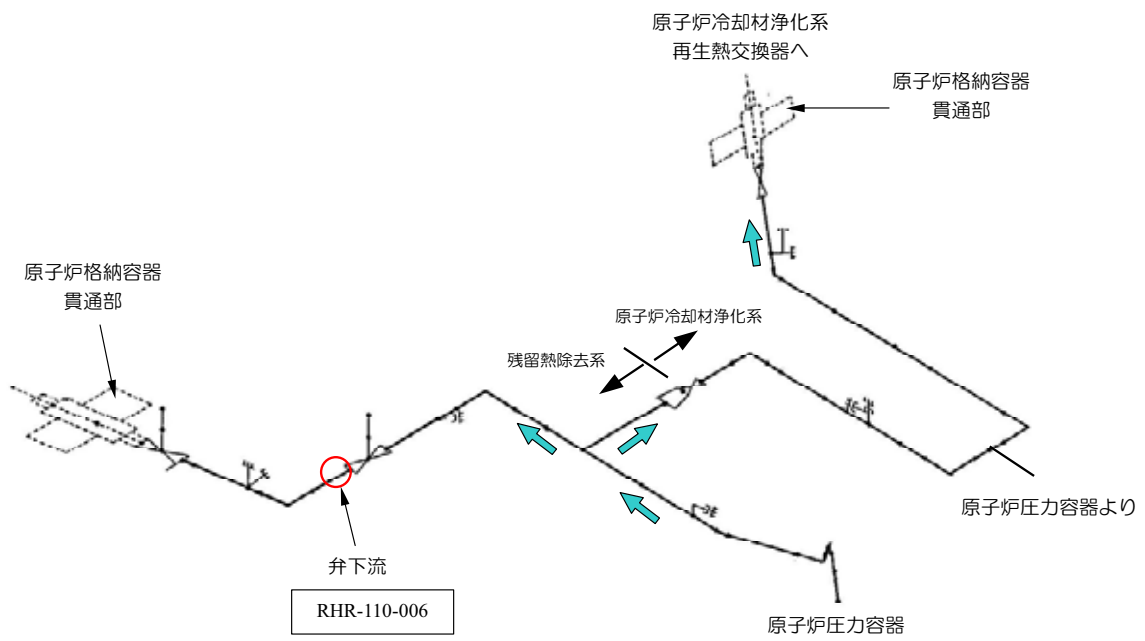 原子炉冷却材浄化系
再生熱交換器へ
原子炉格納容器
貫通部
原子炉格納容器
貫通部
原子炉冷却材浄化系
残留熱除去系
原子炉圧力容器より
弁下流
RHR-110-006
原子炉圧力容器